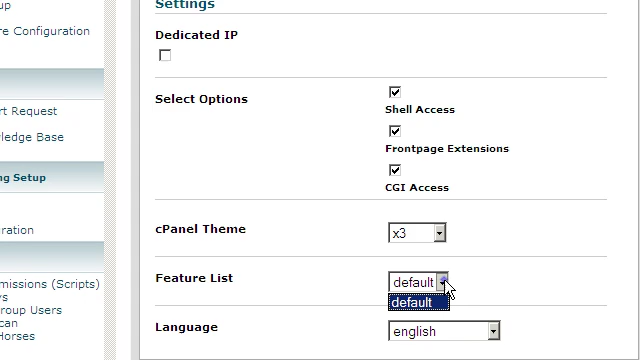 Settings
up
re Configuration
Dedicated IP
Select Options
Shell Access
rt Request
Frontpage Extensions
ledge Base
ng Setup
CGI Access
ration
cPanel Theme
x3
Feature List
default
missions (Scripts)
ys
default
roup Users
can
Language
english
Horses